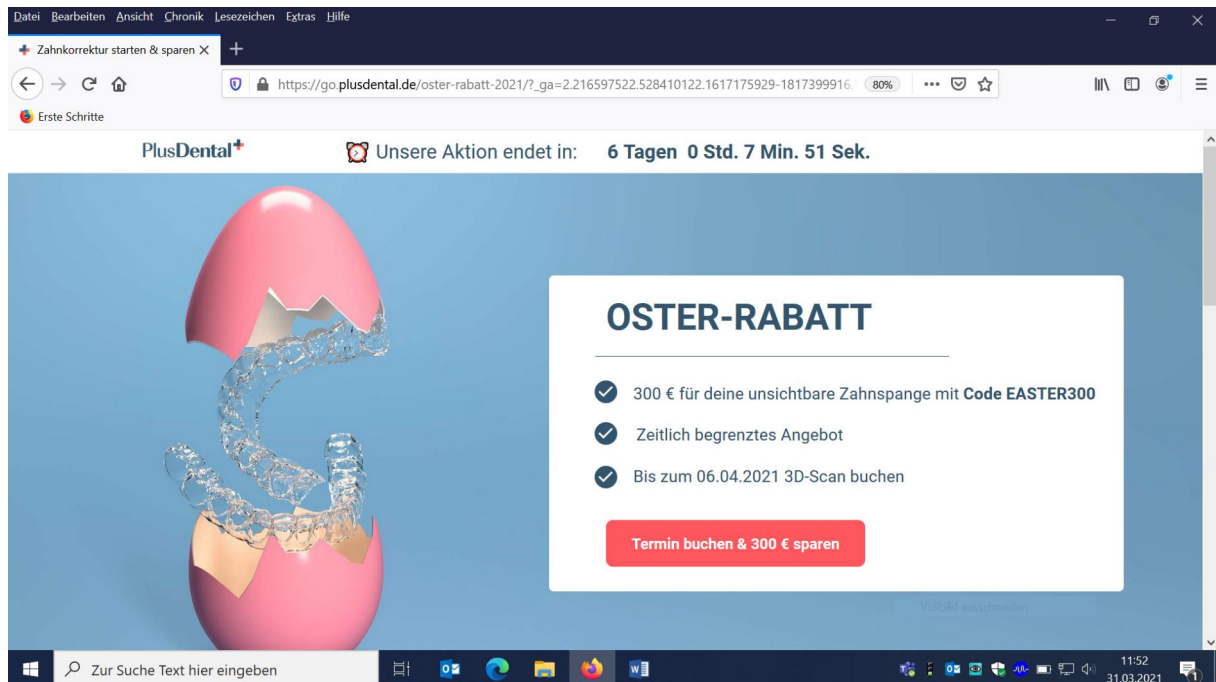 Datei Bearbeiten Ansicht Chronik Lesezeichen Extras Hilfe
Zahnkorrektur starten & sparen
https://go.plusdental.de/oster-rabatt-2021/?_ga=2.216597522.528410122.1617175929-1817399916. 80%
Erste Schritte
PlusDental Unsere Aktion endet in: 6 Tagen 0 Std. 7 Min. 51 Sek.
OSTER-RABATT
300 € für deine unsichtbare Zahnspange mit Code EASTER300
Zeitlich begrenztes Angebot
Bis zum 06.04.2021 3D-Scan buchen
Termin buchen & 300 € sparen
Vollbild ausschneiden
Zur Suche Text hier eingeben
11:52
31.03.2021